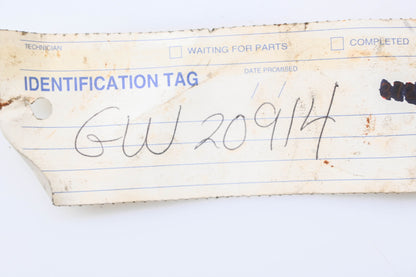 TECHNICIAN
WAITING FOR PARTS
COMPLETED
IDENTIFICATION TAG
DATE PROMISED
GW 20914